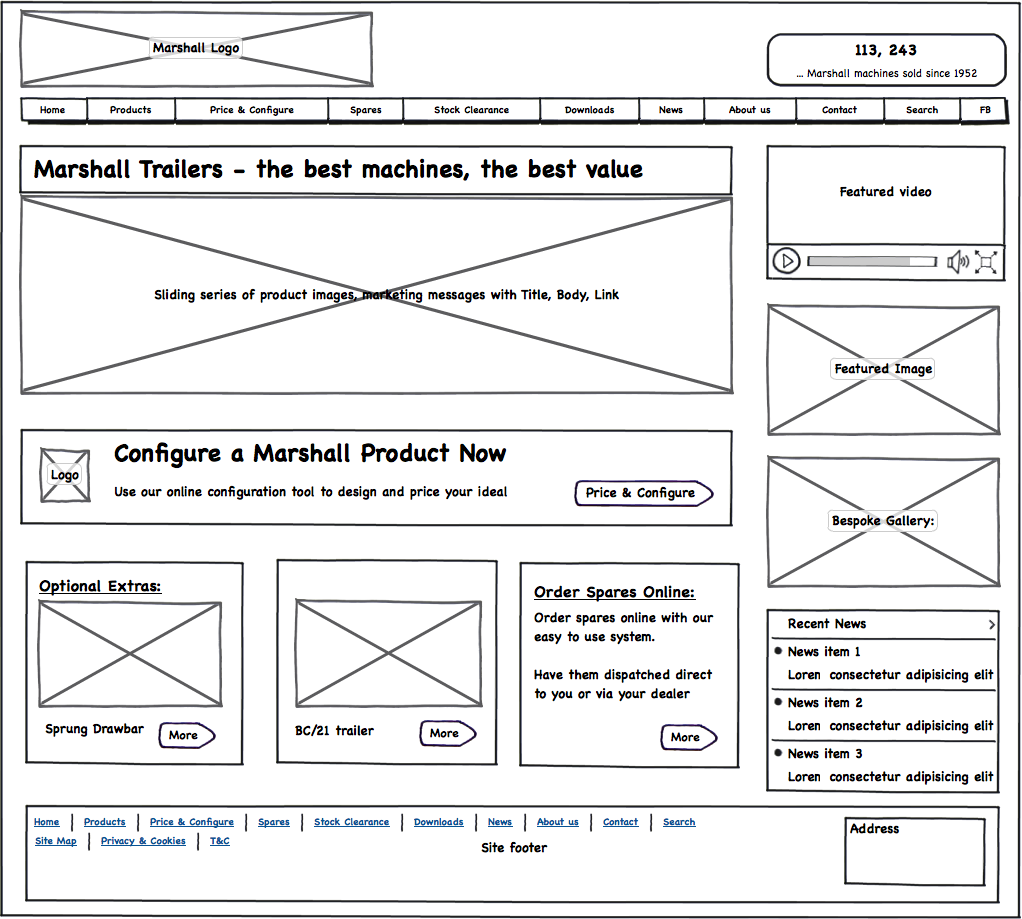 Marshall Logo
113, 243
... Marshall machines sold since 1952
Home Products Price & Configure Spares Stock Clearance Downloads News About us Contact Search FB
Marshall Trailers - the best machines, the best value
Sliding series of product images, marketing messages with Title, Body, Link
Featured video
Featured Image
Bespoke Gallery:
Configure a Marshall Product Now
Logo
Use our online configuration tool to design and price your ideal
Price & Configure
Optional Extras:
Sprung Drawbar
More
BC/21 trailer
More
Order Spares Online:
Order spares online with our
easy to use system.
Have them dispatched direct
to you or via your dealer
More
Recent News
News item 1
Loren consectetur adipisicing elit
News item 2
Loren consectetur adipisicing elit
News item 3
Loren consectetur adipisicing elit
Home Products Price & Configure Spares Stock Clearance Downloads News About us Contact Search
Site Map Privacy & Cookies T&C
Site footer
Address